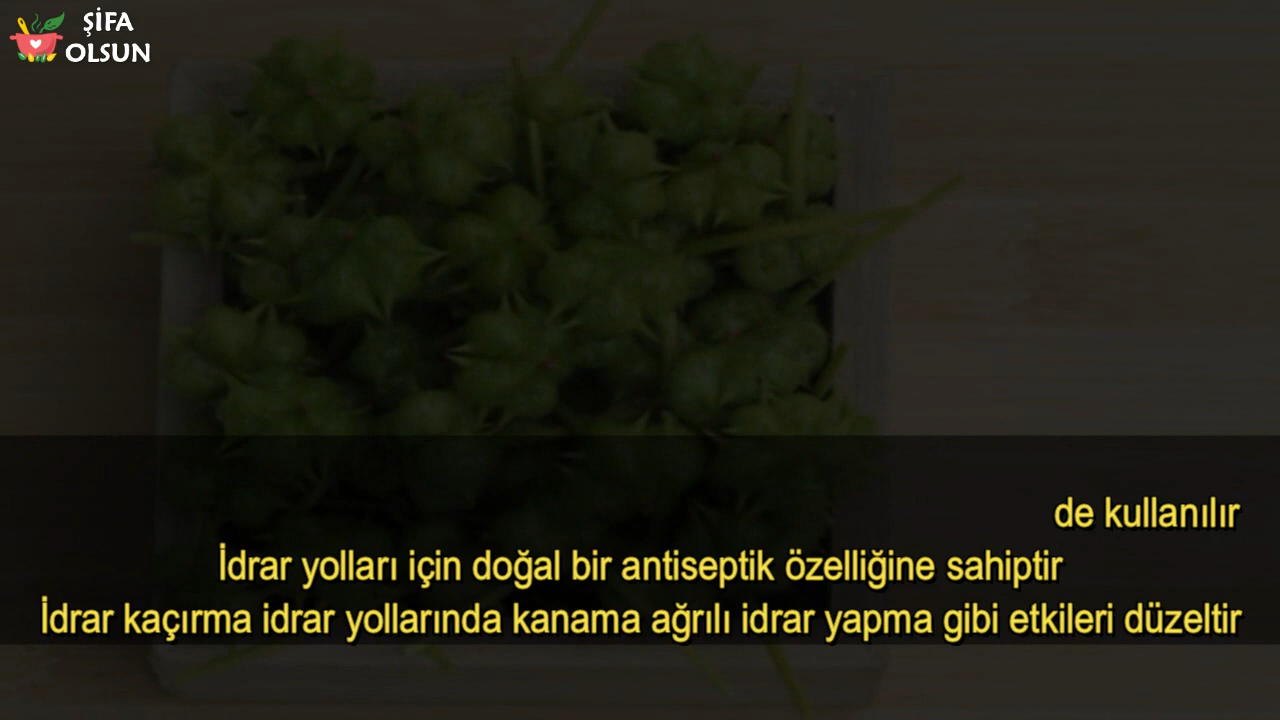 ŞİFA
OLSUN
de kullanılır
İdrar yolları için doğal bir antiseptik özelliğine sahiptir
İdrar kaçırma idrar yollarında kanama ağrılı idrar yapma gibi etkileri düzeltir